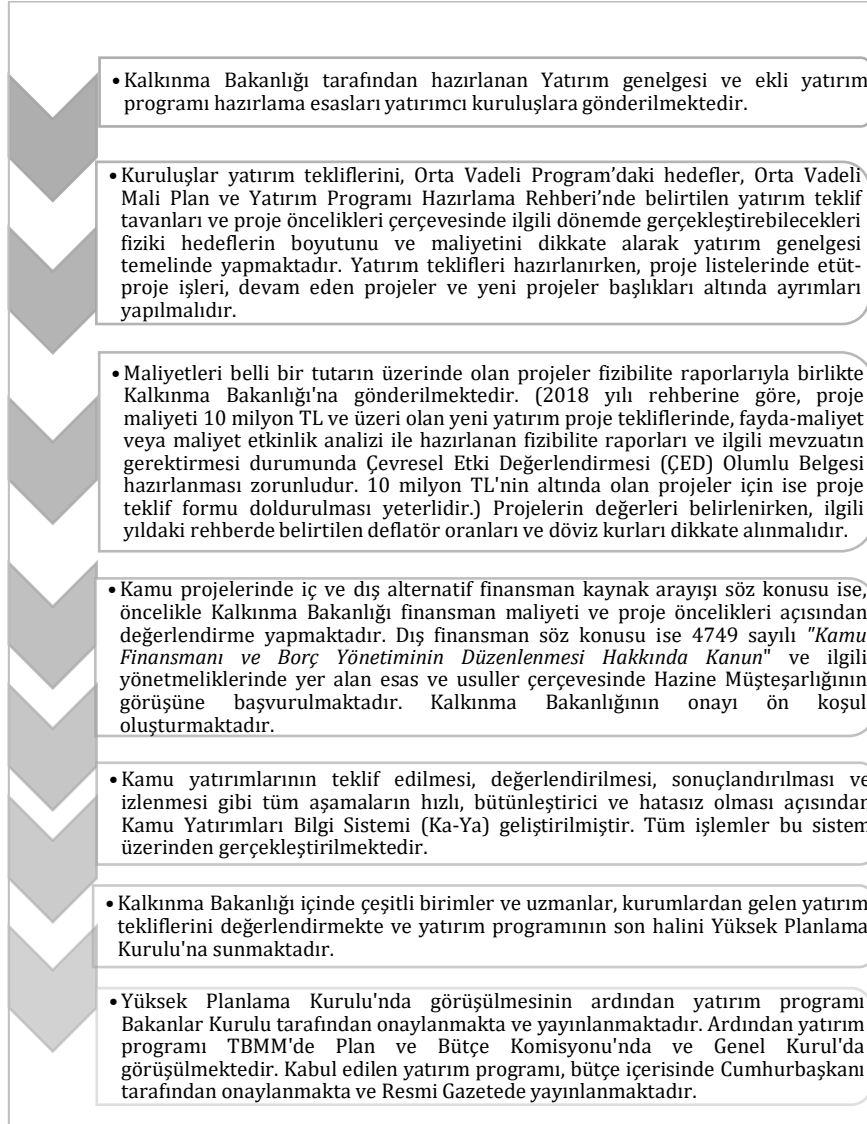 •Kalkınma Bakanlığı tarafından hazırlanan Yatırım genelgesi ve ekli yatırım
programı hazırlama esasları yatırımcı kuruluşlara gönderilmektedir.
•Kuruluşlar yatırım tekliflerini, Orta Vadeli Program’daki hedefler, Orta Vadeli
Mali Plan ve Yatırım Programı Hazırlama Rehberi’nde belirtilen yatırım teklif
tavanları ve proje öncelikleri çerçevesinde ilgili dönemde gerçekleştirebilecekleri
fiziki hedeflerin boyutunu ve maliyetini dikkate alarak yatırım genelgesi
temelinde yapmaktadır. Yatırım teklifleri hazırlanırken, proje listelerinde etüt-
proje işleri, devam eden projeler ve yeni projeler başlıkları altında ayrımları
yapılmalıdır.
•Maliyetleri belli bir tutarın üzerinde olan projeler fizibilite raporlarıyla birlikte
Kalkınma Bakanlığı'na gönderilmektedir. (2018 yılı rehberine göre, proje
maliyeti 10 milyon TL ve üzeri olan yeni yatırım proje tekliflerinde, fayda-maliyet
veya maliyet etkinlik analizi ile hazırlanan fizibilite raporları ve ilgili mevzuatın
gerektirmesi durumunda Çevresel Etki Değerlendirmesi (ÇED) Olumlu Belgesi
hazırlanması zorunludur. 10 milyon TL'nin altında olan projeler için ise proje
teklif formu doldurulması yeterlidir.) Projelerin değerleri belirlenirken, ilgili
yıldaki rehberde belirtilen deflatör oranları ve döviz kurları dikkate alınmalıdır.
•Kamu projelerinde iç ve dış alternatif finansman kaynak arayışı söz konusu ise,
öncelikle Kalkınma Bakanlığı finansman maliyeti ve proje öncelikleri açısından
değerlendirme yapmaktadır. Dış finansman söz konusu ise 4749 sayılı "Kamu
Finansmanı ve Borç Yönetiminin Düzenlenmesi Hakkında Kanun" ve ilgili
yönetmeliklerinde yer alan esas ve usuller çerçevesinde Hazine Müşteşarlığının
görüşüne başvurulmaktadır. Kalkınma Bakanlığının onayı ön koşul
oluşturmaktadır.
•Kamu yatırımlarının teklif edilmesi, değerlendirilmesi, sonuçlandırılması ve
izlenmesi gibi tüm aşamaların hızlı, bütünleştirici ve hatasız olması açısından
Kamu Yatırımları Bilgi Sistemi (Ka-Ya) geliştirilmiştir. Tüm işlemler bu sistem
üzerinden gerçekleştirilmektedir.
•Kalkınma Bakanlığı içinde çeşitli birimler ve uzmanlar, kurumlardan gelen yatırım
tekliflerini değerlendirmekte ve yatırım programının son halini Yüksek Planlama
Kurulu'na sunmaktadır.
•Yüksek Planlama Kurulu'nda görüşülmesinin ardından yatırım programı
Bakanlar Kurulu tarafından onaylanmakta ve yayınlanmaktadır. Ardından yatırım
programı TBMM'de Plan ve Bütçe Komisyonu'nda ve Genel Kurul'da
görüşülmektedir. Kabul edilen yatırım programı, bütçe içerisinde Cumhurbaşkanı
tarafından onaylanmakta ve Resmi Gazetede yayınlanmaktadır.